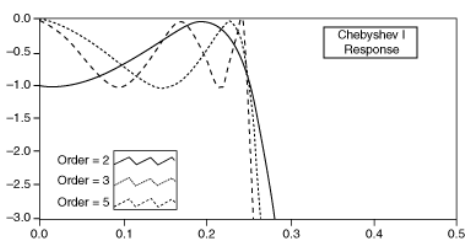 0.0
Chebyshev I
Response
−0.5
−1.0
−1.5
−2.0
Order = 2
Order = 3
−2.5
Order = 5
−3.0
0.0 0.1 0.2 0.3 0.4 0.5